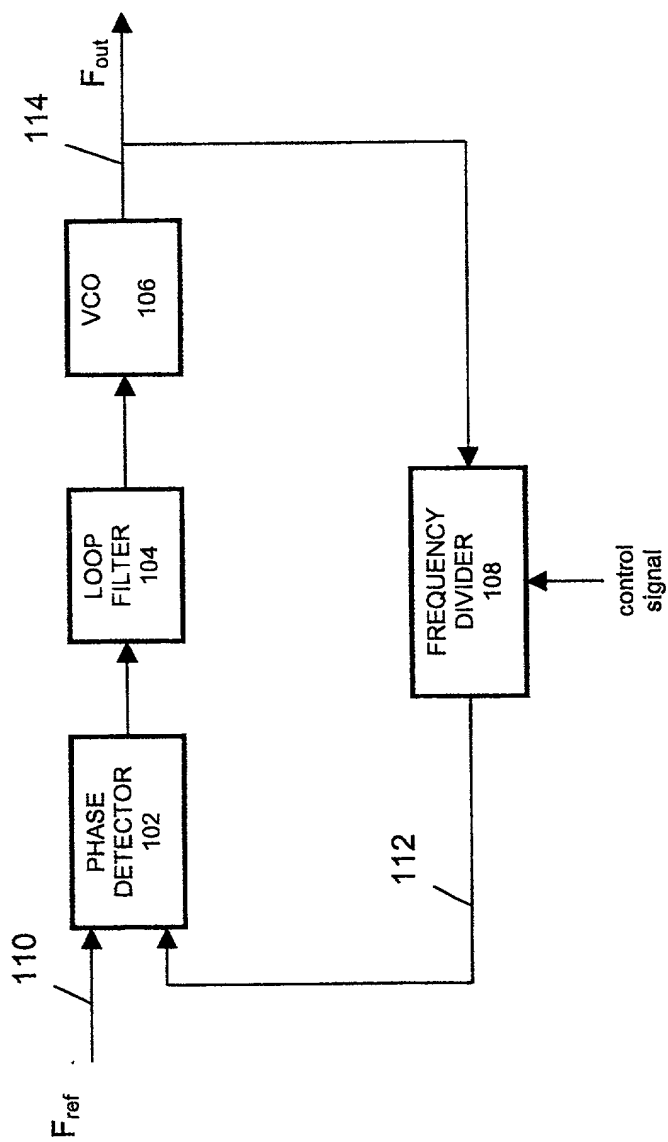 F_ref
110
PHASE
DETECTOR
102
LOOP
FILTER
104
VCO
106
114
F_out
112
FREQUENCY
DIVIDER
108
control
signal